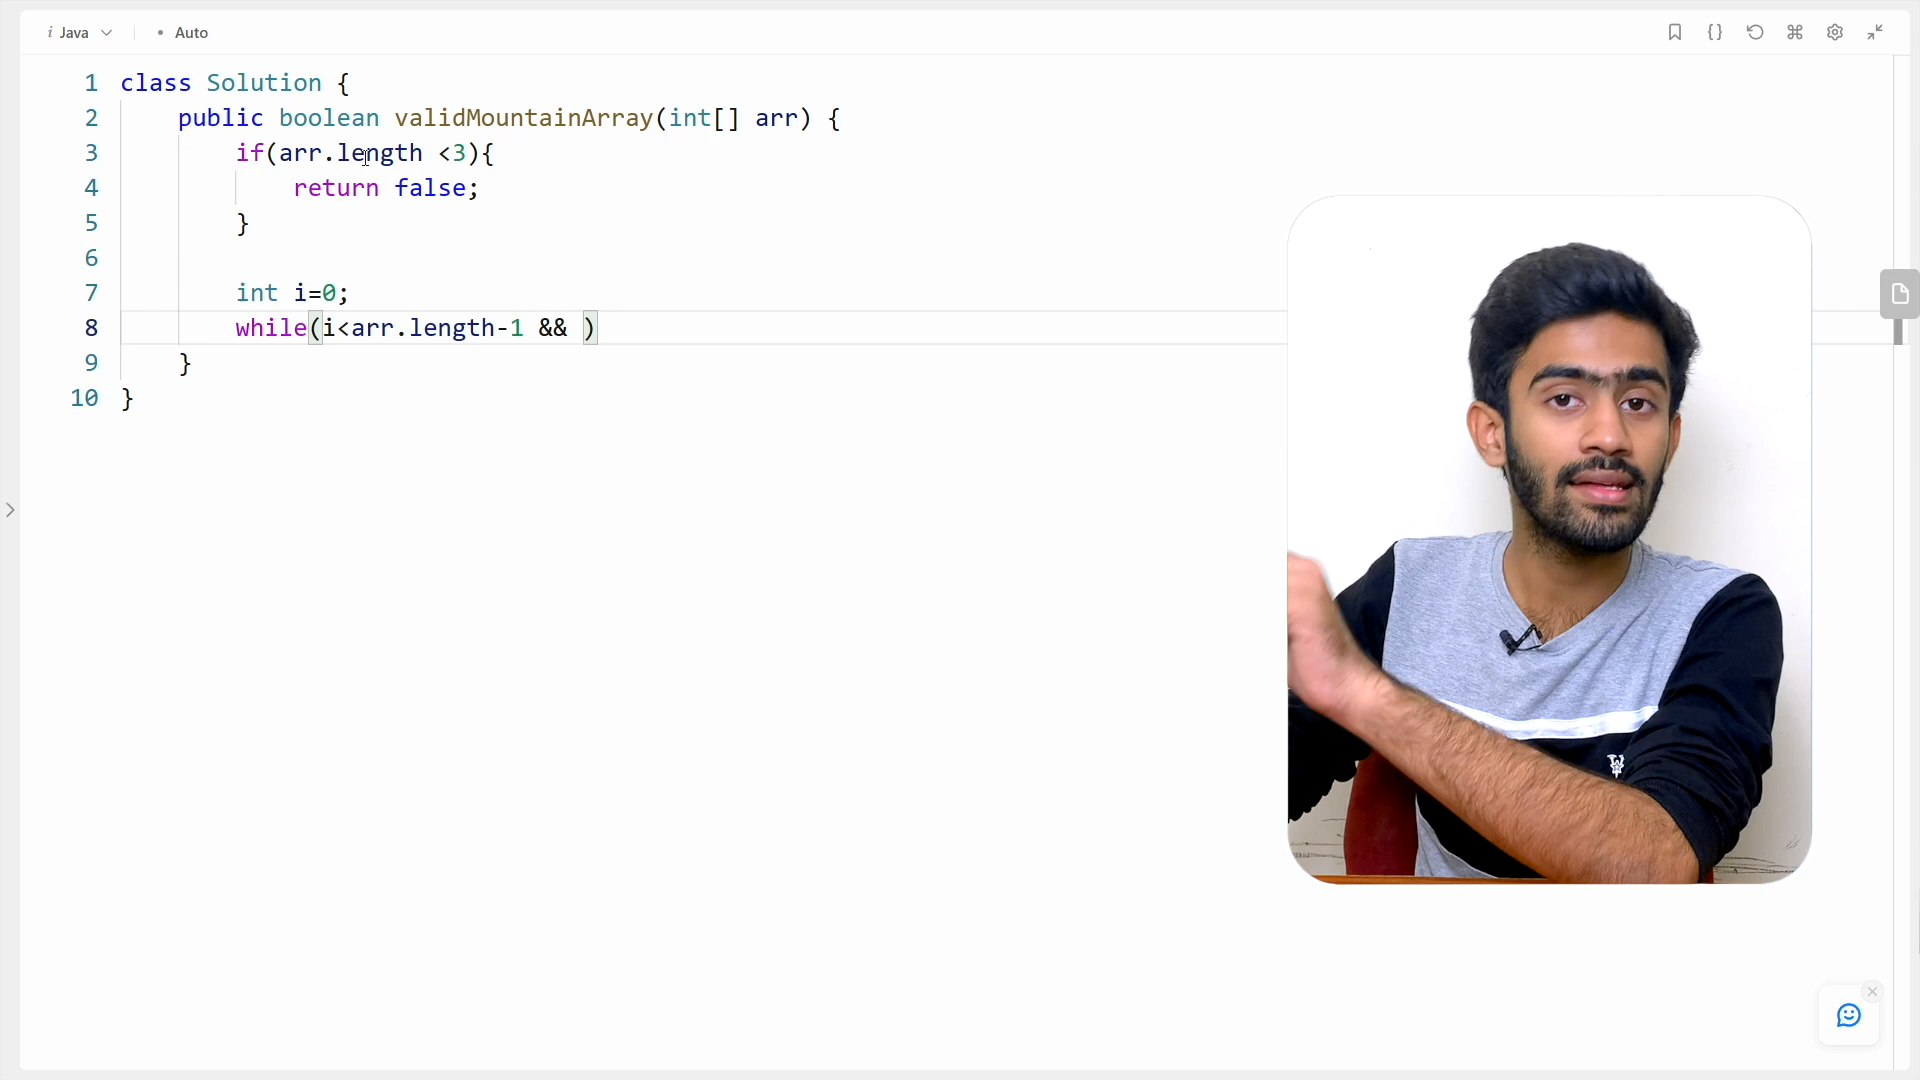 i Java
Auto
1 class Solution {
2 public boolean validMountainArray(int[] arr) {
3 if(arr.length <3){
4 return false;
5 }
6
7 int i=0;
8 while(i<arr.length-1 && )
9 }
10 }